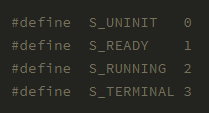 #define  S_UNINIT   0
#define  S_READY    1
#define  S_RUNNING  2
#define  S_TERMINAL 3